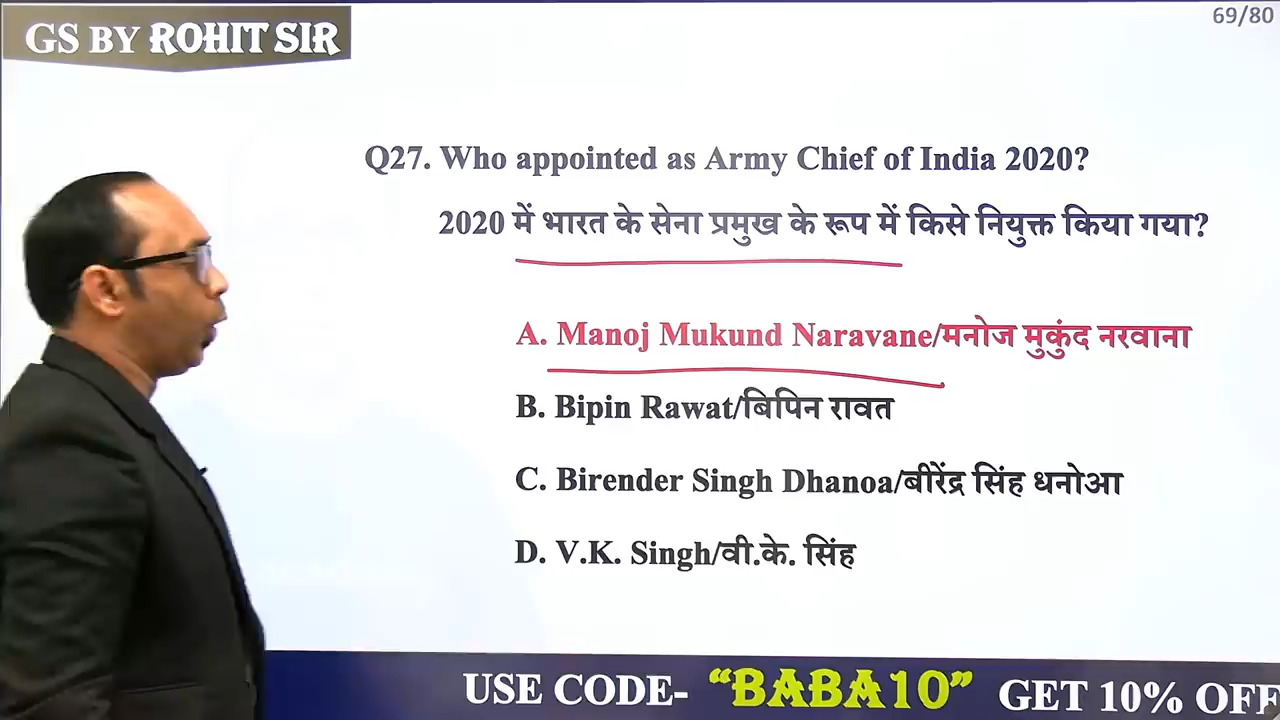 69/80
GS BY ROHIT SIR
Q27. Who appointed as Army Chief of India 2020?
2020 में भारत के सेना प्रमुख के रूप में किसे नियुक्त किया गया?
A. Manoj Mukund Naravane/मनोज मुकुंद नरवाना
B. Bipin Rawat/बिपिन रावत
C. Birender Singh Dhanoa/बीरेंद्र सिंह धनोआ
D. V.K. Singh/वी.के. सिंह
USE CODE- “BABA10” GET 10% OFF